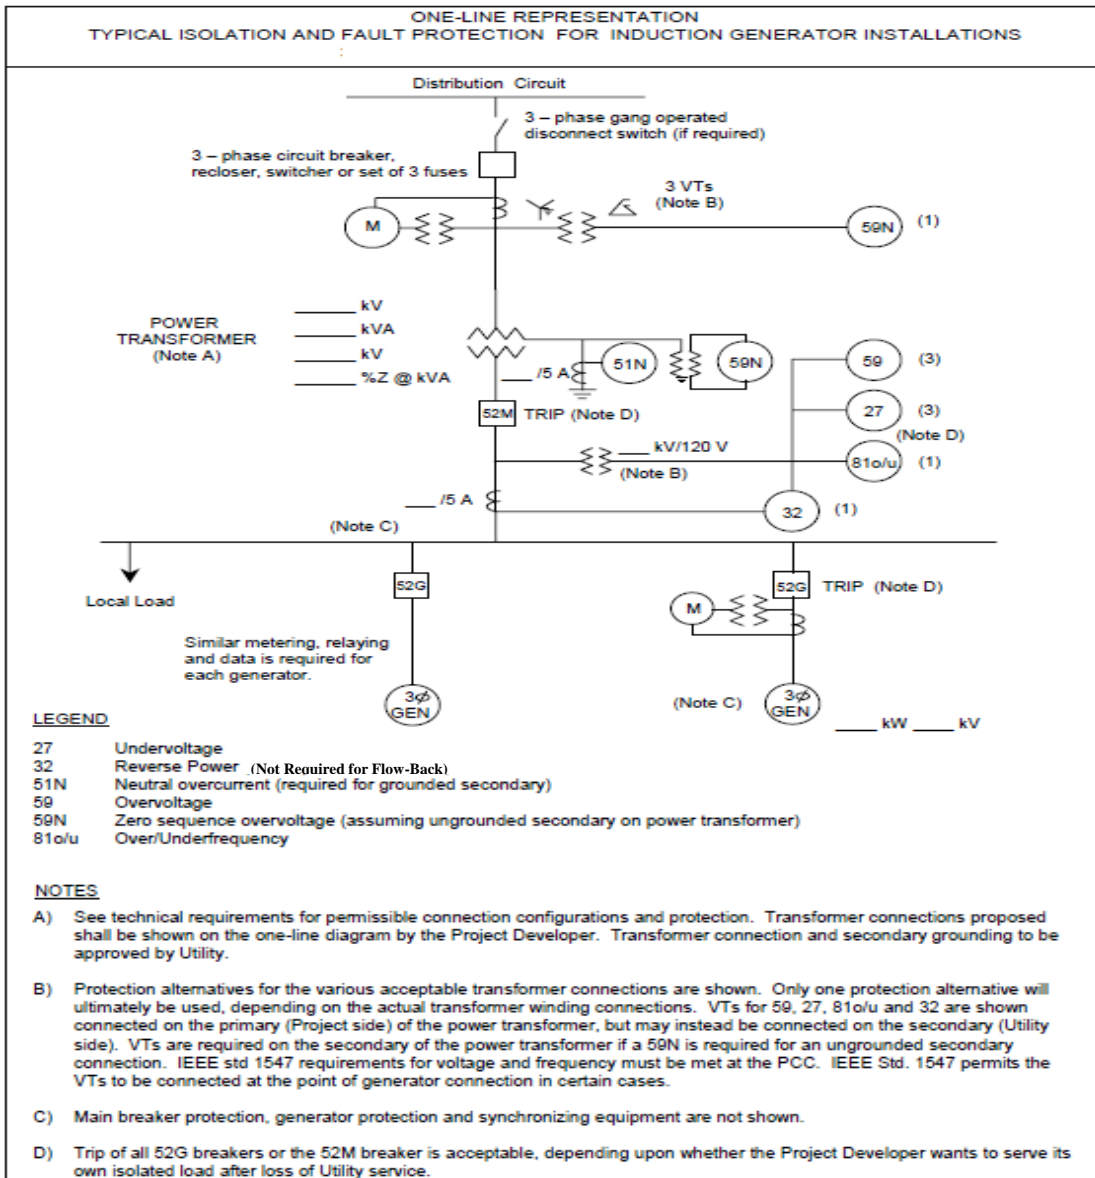 ONE-LINE REPRESENTATION
TYPICAL ISOLATION AND FAULT PROTECTION FOR INDUCTION GENERATOR INSTALLATIONS
:
Distribution Circuit
3 – phase gang operated
disconnect switch (if required)
3 – phase circuit breaker,
recloser, switcher or set of 3 fuses
3 VTs
(Note B)
M
59N
(1)
POWER
TRANSFORMER
(Note A)
____ kV
____ kVA
____ kV
____ %Z @ kVA
___ /5 A
51N
59N
59
(3)
52M
TRIP (Note D)
27
(3)
(Note D)
___ kV/120 V
(Note B)
81o/u
(1)
___ /5 A
32
(1)
(Note C)
Local Load
52G
52G
TRIP (Note D)
M
Similar metering, relaying
and data is required for
each generator.
3ϕ
GEN
(Note C)
3ϕ
GEN
____ kW ____ kV
LEGEND
27 Undervoltage
32 Reverse Power (Not Required for Flow-Back)
51N Neutral overcurrent (required for grounded secondary)
59 Overvoltage
59N Zero sequence overvoltage (assuming ungrounded secondary on power transformer)
81o/u Over/Underfrequency
NOTES
A) See technical requirements for permissible connection configurations and protection. Transformer connections proposed
shall be shown on the one-line diagram by the Project Developer. Transformer connection and secondary grounding to be
approved by Utility.
B) Protection alternatives for the various acceptable transformer connections are shown. Only one protection alternative will
ultimately be used, depending on the actual transformer winding connections. VTs for 59, 27, 81o/u and 32 are shown
connected on the primary (Project side) of the power transformer, but may instead be connected on the secondary (Utility
side). VTs are required on the secondary of the power transformer if a 59N is required for an ungrounded secondary
connection. IEEE std 1547 requirements for voltage and frequency must be met at the PCC. IEEE Std. 1547 permits the
VTs to be connected at the point of generator connection in certain cases.
C) Main breaker protection, generator protection and synchronizing equipment are not shown.
D) Trip of all 52G breakers or the 52M breaker is acceptable, depending upon whether the Project Developer wants to serve its
own isolated load after loss of Utility service.